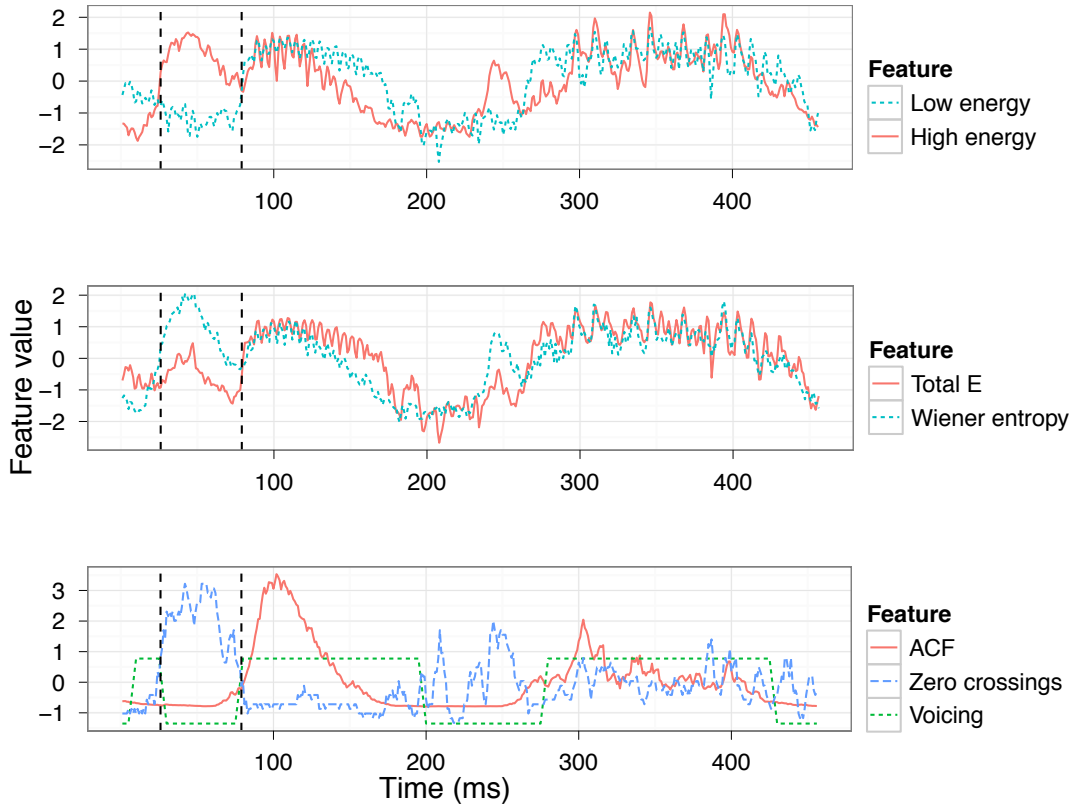 2
1
0
−1
−2
100
200
300
400
Feature
Low energy
High energy
Feature value
2
1
0
−1
−2
100
200
300
400
Feature
Total E
Wiener entropy
3
2
1
0
−1
100
200
300
400
Time (ms)
Feature
ACF
Zero crossings
Voicing